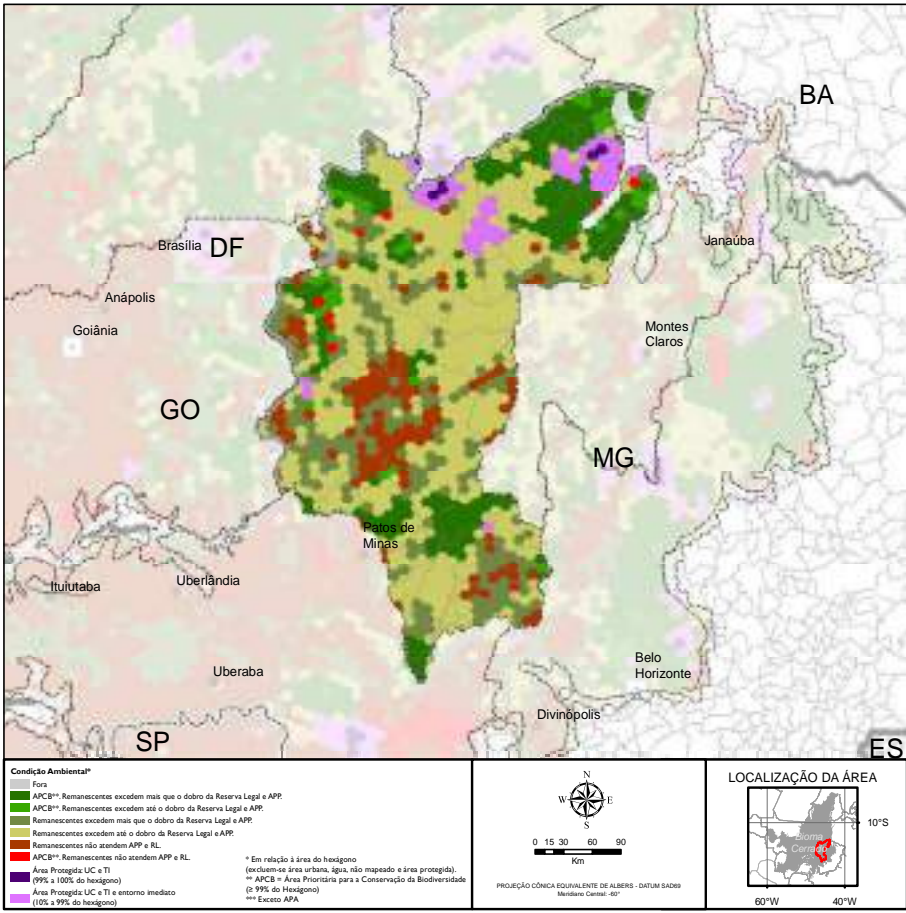 BA
Brasília
DF
Janaúba
Anápolis
Goiânia
Montes
Claros
GO
MG
Patos de
Minas
Ituiutaba
Uberlândia
Uberaba
Belo
Horizonte
Divinópolis
SP
ES
Condição Ambiental*
Fora
APCB**. Remanescentes excedem mais que o dobro da Reserva Legal e APP.
APCB**. Remanescentes excedem até o dobro da Reserva Legal e APP.
Remanescentes excedem mais que o dobro da Reserva Legal e APP.
Remanescentes excedem até o dobro da Reserva Legal e APP.
Remanescentes não atendem APP e RL.
APCB**. Remanescentes não atendem APP e RL.
Área Protegida: UC e TI
(99% a 100% do hexágono)
Área Protegida: UC e TI e entorno imediato
(10% a 99% do hexágono)
* Em relação à área do hexágono
(excluem-se área urbana, água, não mapeado e área protegida).
** APCB = Área Prioritária para a Conservação da Biodiversidade
(≥ 99% do Hexágono)
*** Exceto APA
N
W E
S
0 15 30 60 90
Km
PROJEÇÃO CÔNICA EQUIVALENTE DE ALBERS - DATUM SAD69
Meridiano Central: -60°
LOCALIZAÇÃO DA ÁREA
10°S
Bioma
Cerrado
60°W 40°W